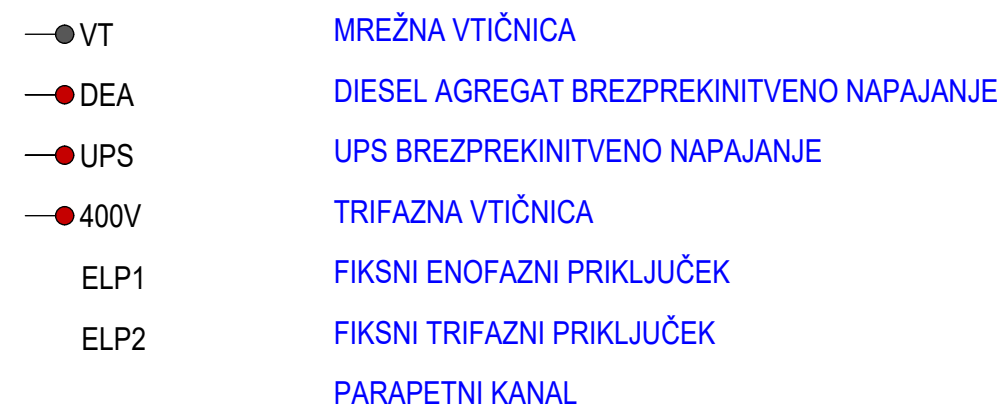 VT MREŽNA VTIČNICA
DEA DIESEL AGREGAT BREZPREKINITVENO NAPAJANJE
UPS UPS BREZPREKINITVENO NAPAJANJE
400V TRIFAZNA VTIČNICA
ELP1 FIKSNI ENOFAZNI PRIKLJUČEK
ELP2 FIKSNI TRIFAZNI PRIKLJUČEK
PARAPETNI KANAL